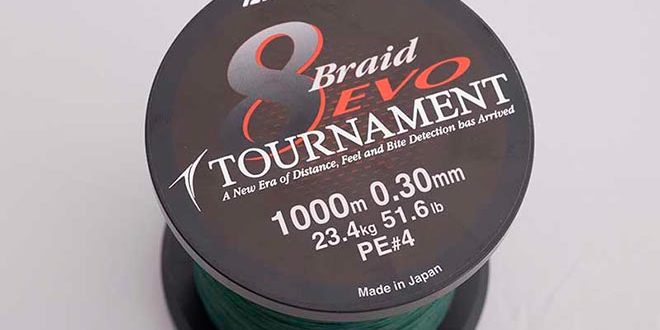 8 Braid
EVO
TOURNAMENT
A New Era of Distance, Feel and Bite Detection bas Arrived
1000m 0.30mm
23.4kg 51.6lb
PE#4
Made in Japan